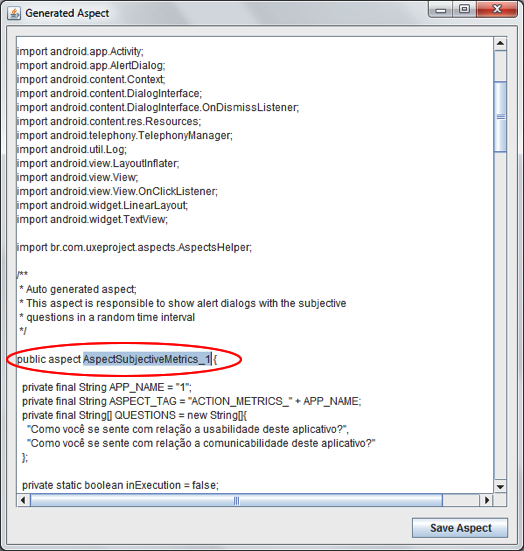 Generated Aspect
import android.app.Activity;
import android.app.AlertDialog;
import android.content.Context;
import android.content.DialogInterface;
import android.content.DialogInterface.OnDismissListener;
import android.content.res.Resources;
import android.telephony.TelephonyManager;
import android.util.Log;
import android.view.LayoutInflater;
import android.view.View;
import android.view.View.OnClickListener;
import android.widget.LinearLayout;
import android.widget.TextView;
import br.com.uxeproject.aspects.AspectsHelper;
/**
* Auto generated aspect;
* This aspect is responsible to show alert dialogs with the subjective
* questions in a random time interval
*/
public aspect AspectSubjectiveMetrics_1 {
private final String APP_NAME = "1";
private final String ASPECT_TAG = "ACTION_METRICS_" + APP_NAME;
private final String[] QUESTIONS = new String[]{
"Como você se sente com relação a usabilidade deste aplicativo?",
"Como você se sente com relação a comunicabilidade deste aplicativo?"
};
private static boolean inExecution = false;
Save Aspect